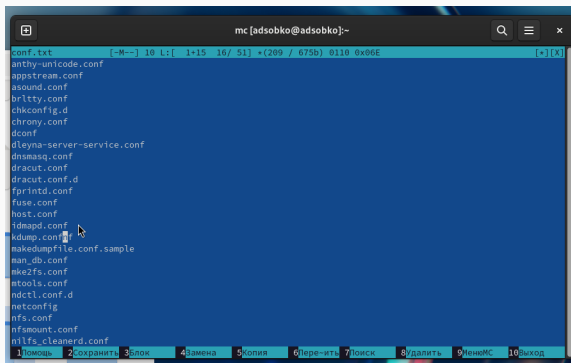 mc [adsobko@adsobko]:~
conf.txt [-M--] 10 L:[ 1+15 16/ 51] *(209 / 675b) 0110 0x06E [*][X]
anthy-unicode.conf
appstream.conf
asound.conf
brltty.conf
chkconfig.d
chrony.conf
dconf
dleyna-server-service.conf
dnsmasq.conf
dracut.conf
dracut.conf.d
fprintd.conf
fuse.conf
host.conf
idmapd.conf
kdump.confnf
makedumpfile.conf.sample
man_db.conf
mke2fs.conf
mtools.conf
ndctl.conf.d
netconfig
nfs.conf
nfsmount.conf
nilfs_cleanerd.conf
1Помощь 2Сохранить 3Блок 4Замена 5Копия 6Пере~ить 7Поиск 8Удалить 9МенюMC 10Выход